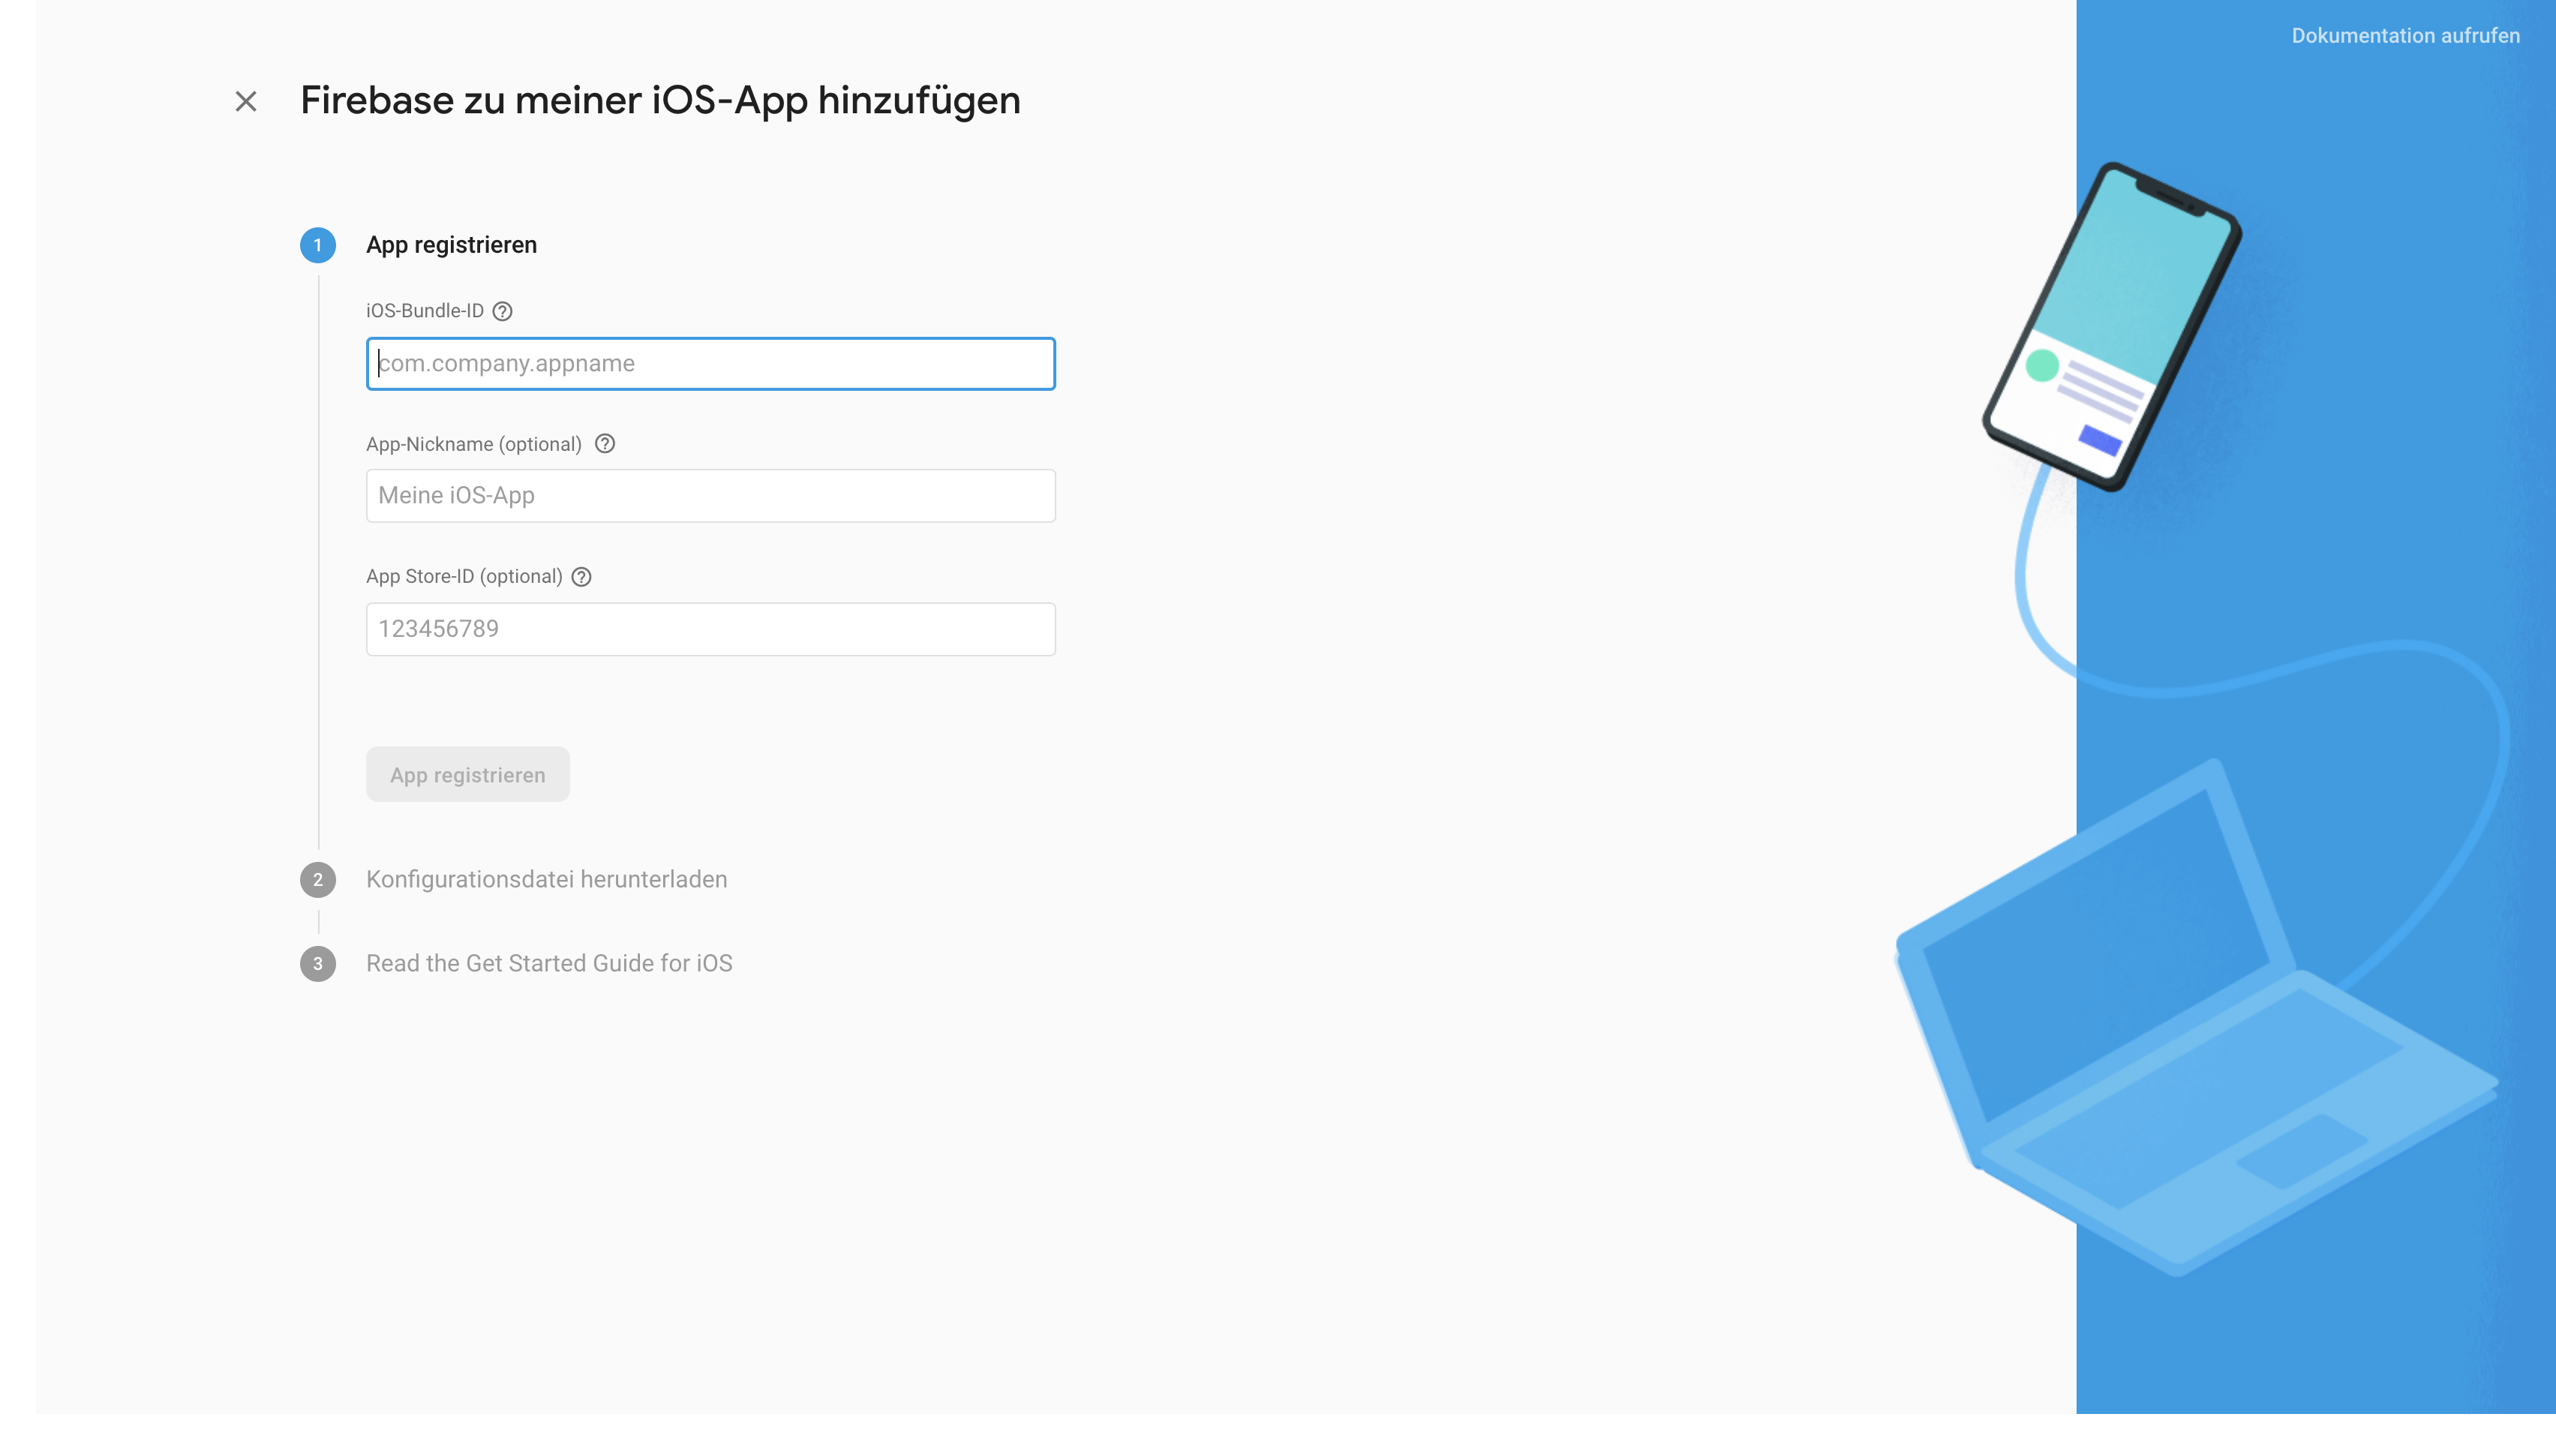 Dokumentation aufrufen
Firebase zu meiner iOS-App hinzufügen
1 App registrieren
iOS-Bundle-ID ?
com.company.appname
App-Nickname (optional) ?
Meine iOS-App
App Store-ID (optional) ?
123456789
App registrieren
2 Konfigurationsdatei herunterladen
3 Read the Get Started Guide for iOS